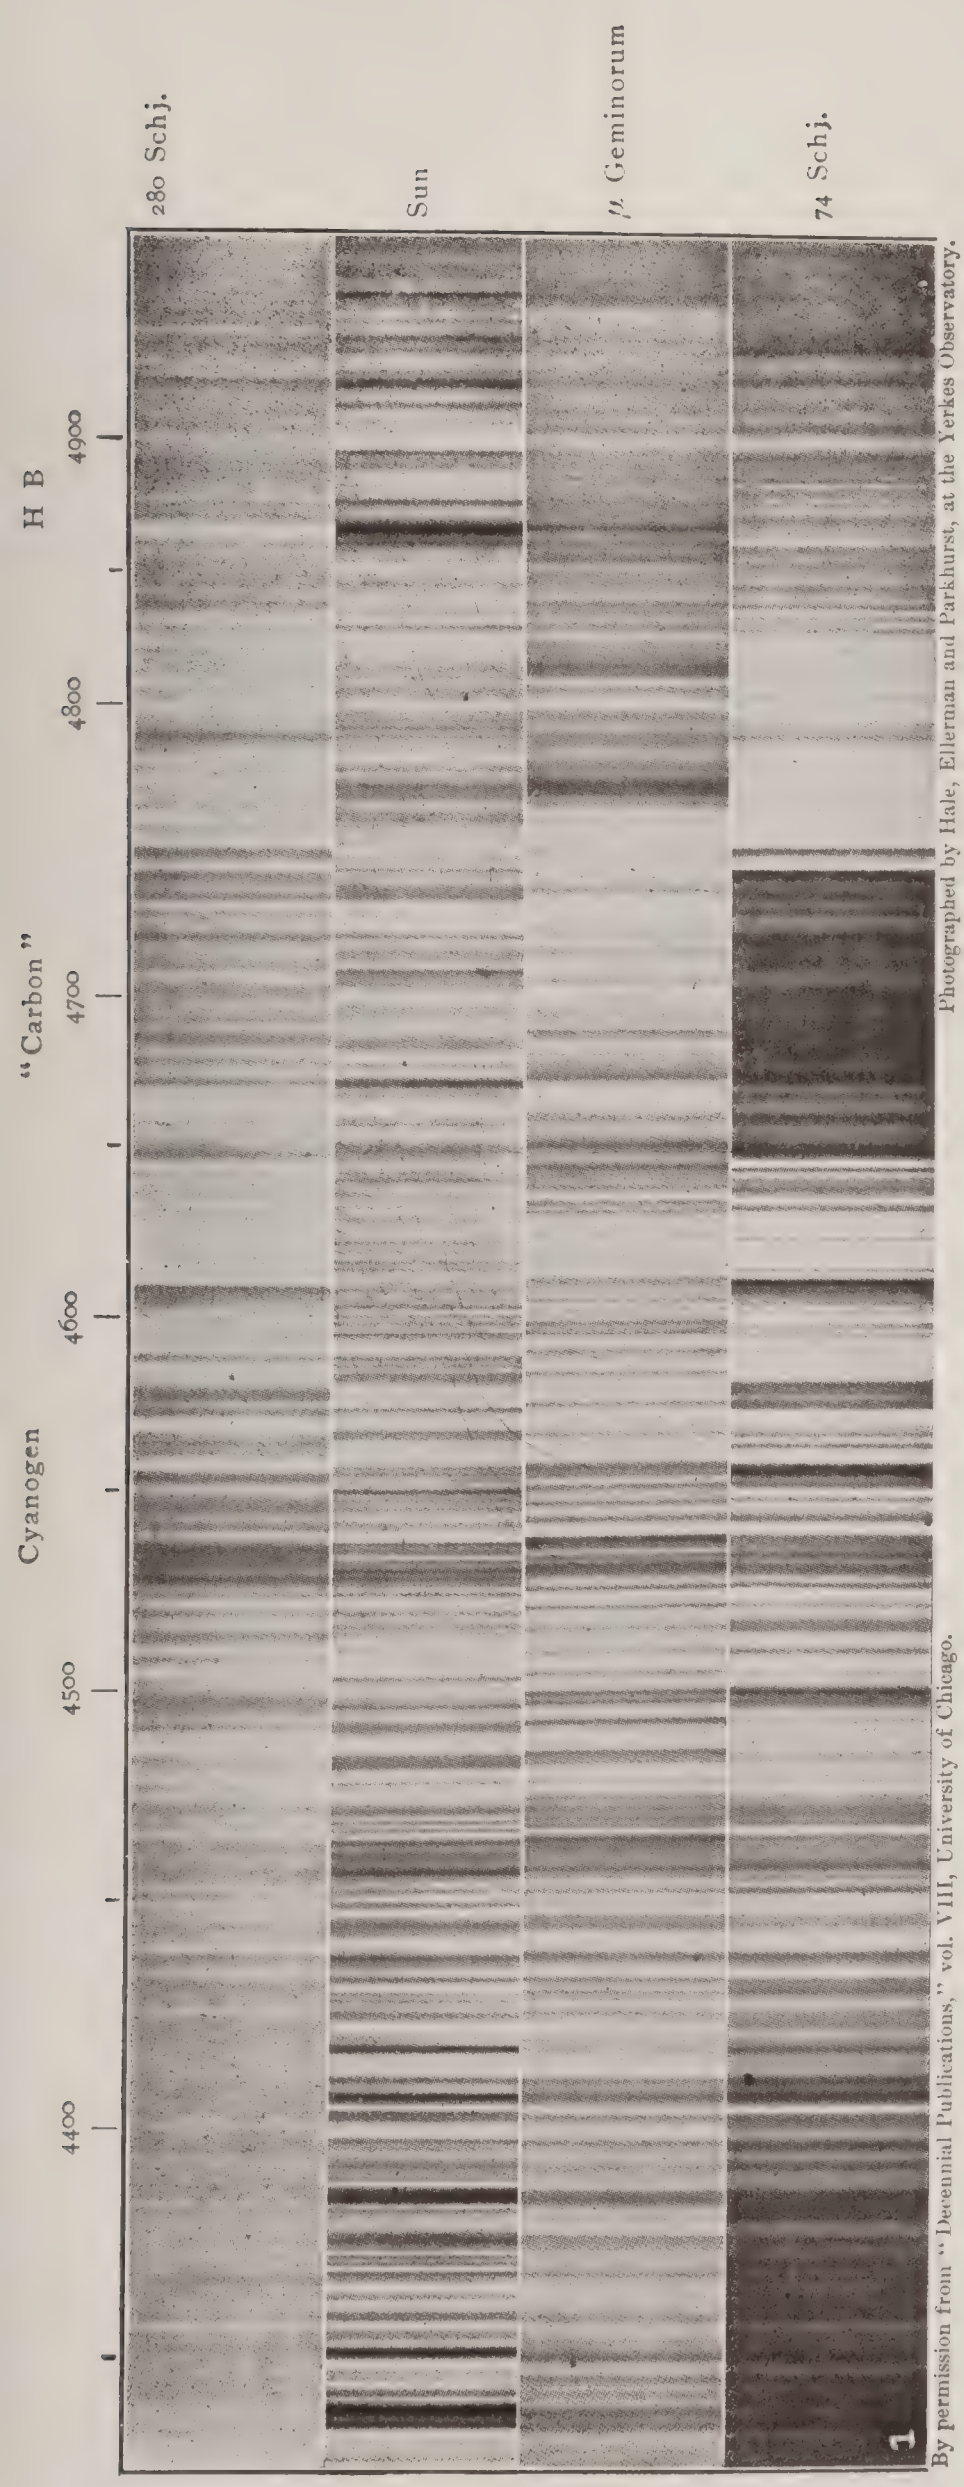 Cyanogen “Carbon” H B
4400 4500 4600 4700 4800 4900
280 Schj.
Sun
μ Geminorum
74 Schj.
1
By permission from “Decennial Publications,” vol. VIII, University of Chicago.
Photographed by Hale, Ellerman and Parkhurst, at the Yerkes Observatory.